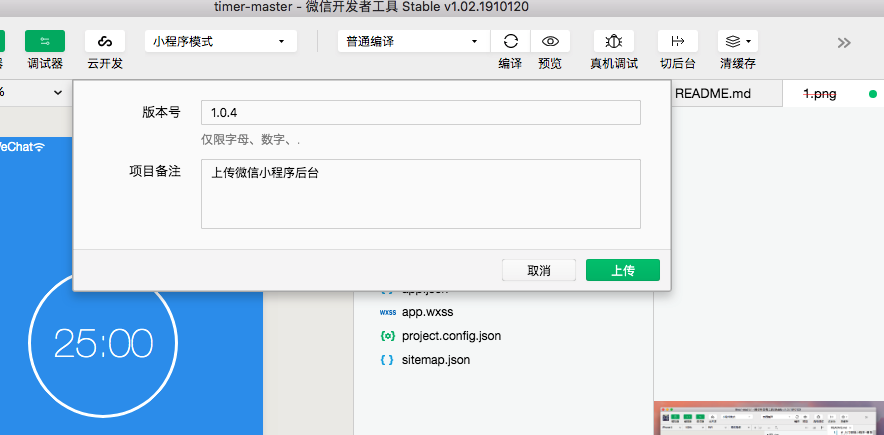 timer-master - 微信开发者工具 Stable v1.02.1910120
调试器
云开发
小程序模式
普通编译
编译
预览
真机调试
切后台
清缓存
%
README.md
1.png
版本号
1.0.4
仅限字母、数字、.
项目备注
上传微信小程序后台
取消
上传
WeChat
25:00
app.json
wxss app.wxss
project.config.json
sitemap.json